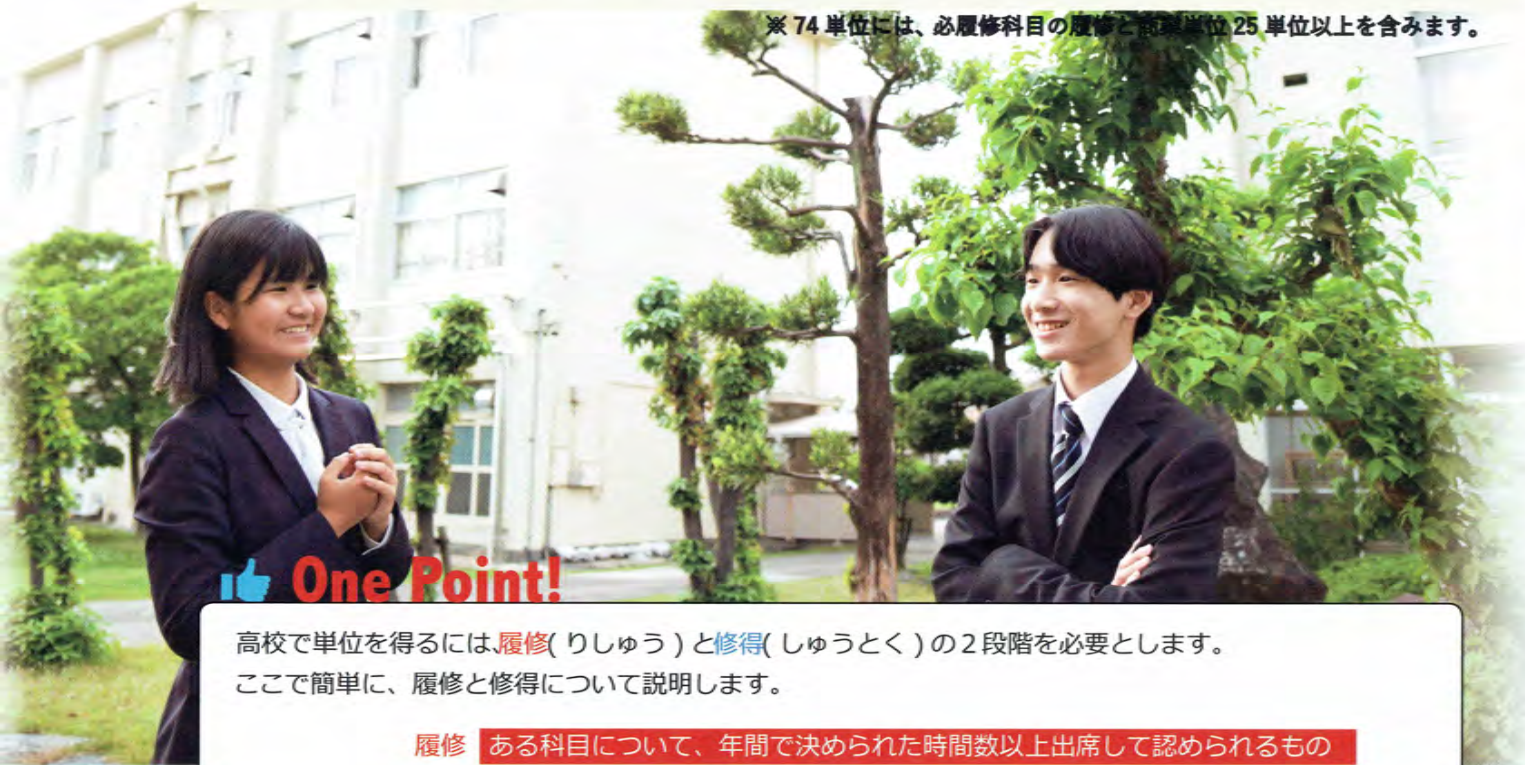 ※ 74 単位には、必履修科目の履修と商業単位 25 単位以上を含みます。
One Point!
高校で単位を得るには、履修( りしゅう ) と修得( しゅうとく ) の２段階を必要とします。
ここで簡単に、履修と修得について説明します。
履修 ある科目について、年間で決められた時間数以上出席して認められるもの